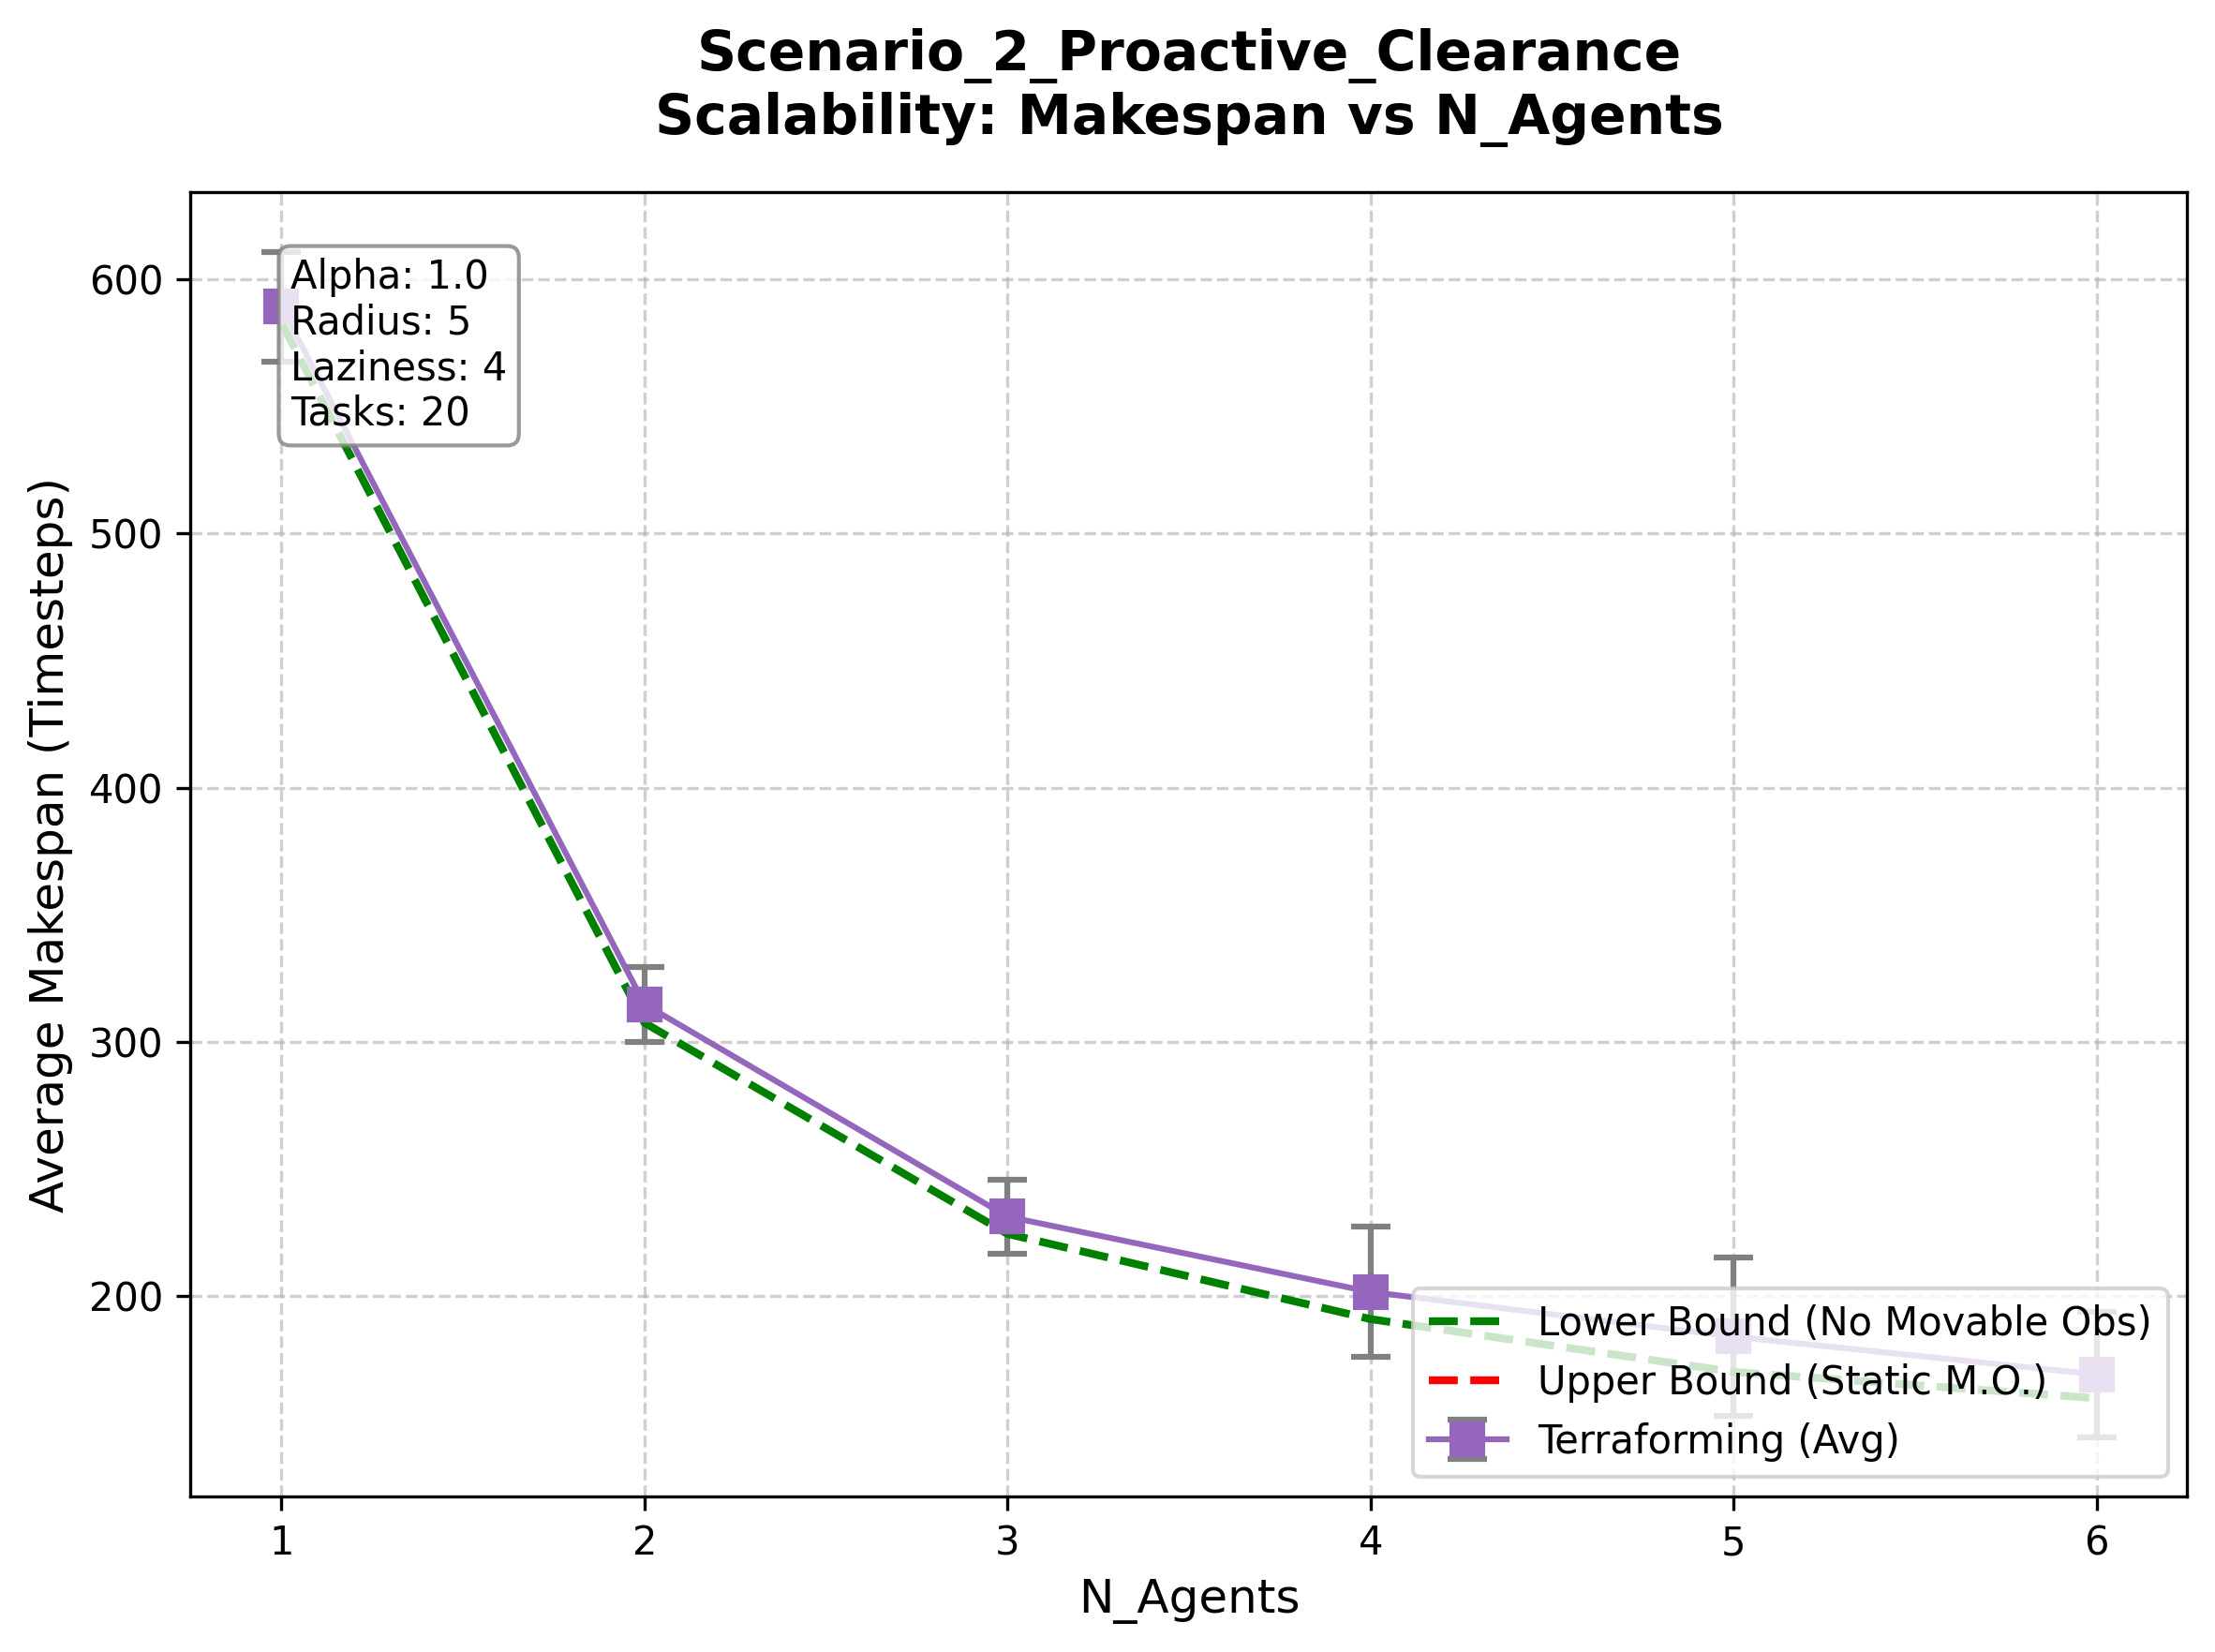 Scenario_2_Proactive_Clearance
Scalability: Makespan vs N_Agents
Average Makespan (Timesteps)
600
500
400
300
200
Alpha: 1.0
Radius: 5
Laziness: 4
Tasks: 20
Lower Bound (No Movable Obs)
Upper Bound (Static M.O.)
Terraforming (Avg)
1 2 3 4 5 6
N_Agents